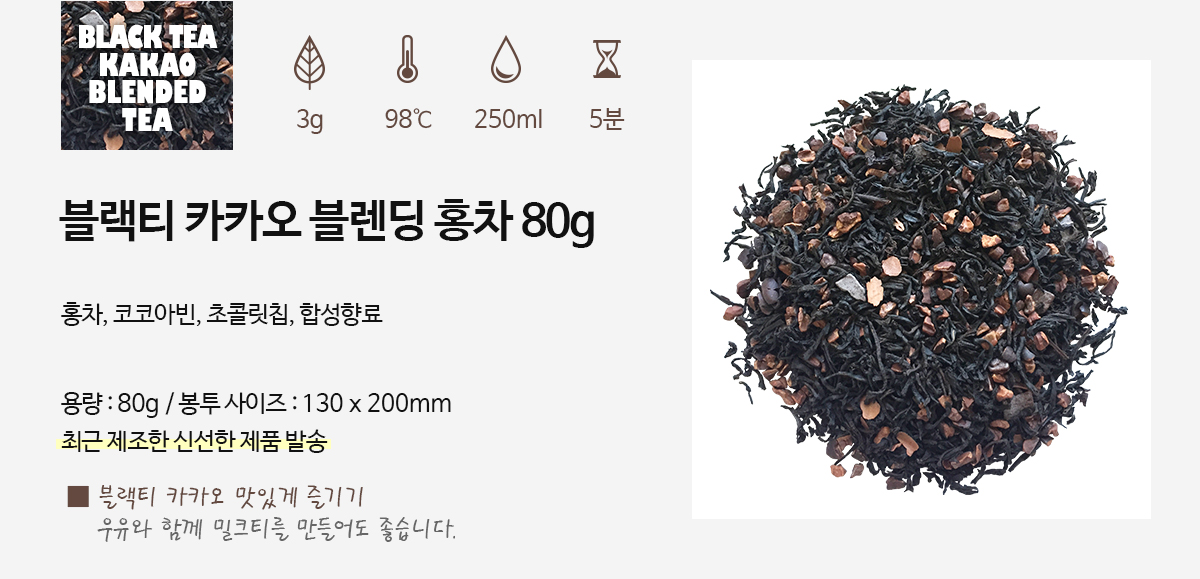 BLACK TEA
KAKAO
BLENDED
TEA
3g
98℃
250ml
5분
블랙티 카카오 블렌딩 홍차 80g
홍차, 코코아빈, 초콜릿칩, 합성향료
용량 : 80g / 봉투 사이즈 : 130 x 200mm
최근 제조한 신선한 제품 발송
■ 블랙티 카카오 맛있게 즐기기
우유와 함께 밀크티를 만들어도 좋습니다.